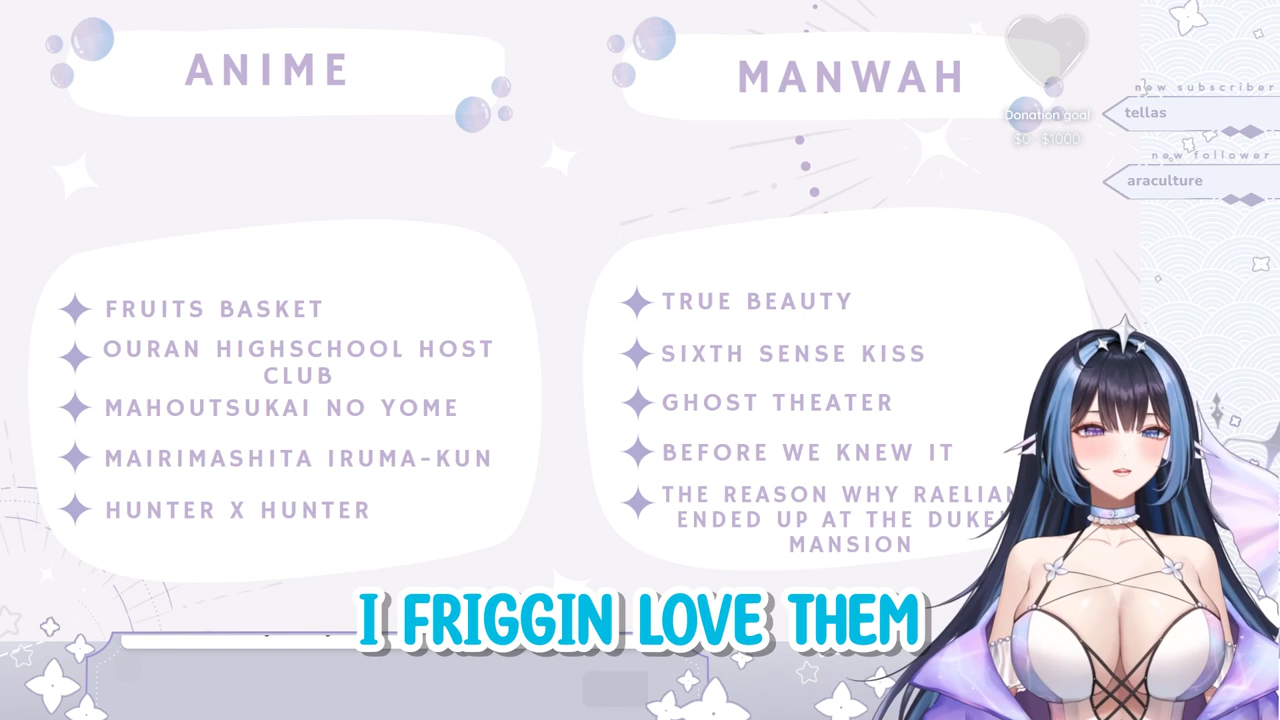 ANIME
MANWAH
Donation goal
$0 $1000
new subscriber
tellas
new follower
araculture
FRUITS BASKET
OURAN HIGHSCHOOL HOST
CLUB
MAHOUTSUKAI NO YOME
MAIRIMASHITA IRUMA-KUN
HUNTER X HUNTER
TRUE BEAUTY
SIXTH SENSE KISS
GHOST THEATER
BEFORE WE KNEW IT
THE REASON WHY RAELIAN
ENDED UP AT THE DUKE'
MANSION
I FRIGGIN LOVE THEM